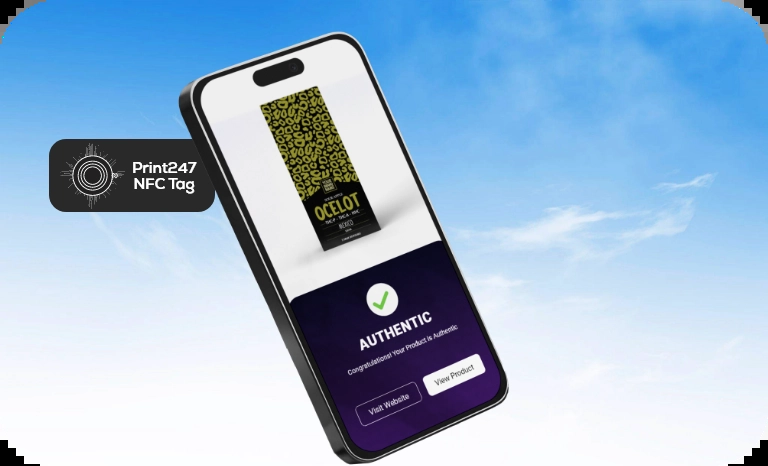 Print247
NFC Tag
OCELOT
AUTHENTIC
Congratulations! Your Product is Authentic
Visit Website
View Product